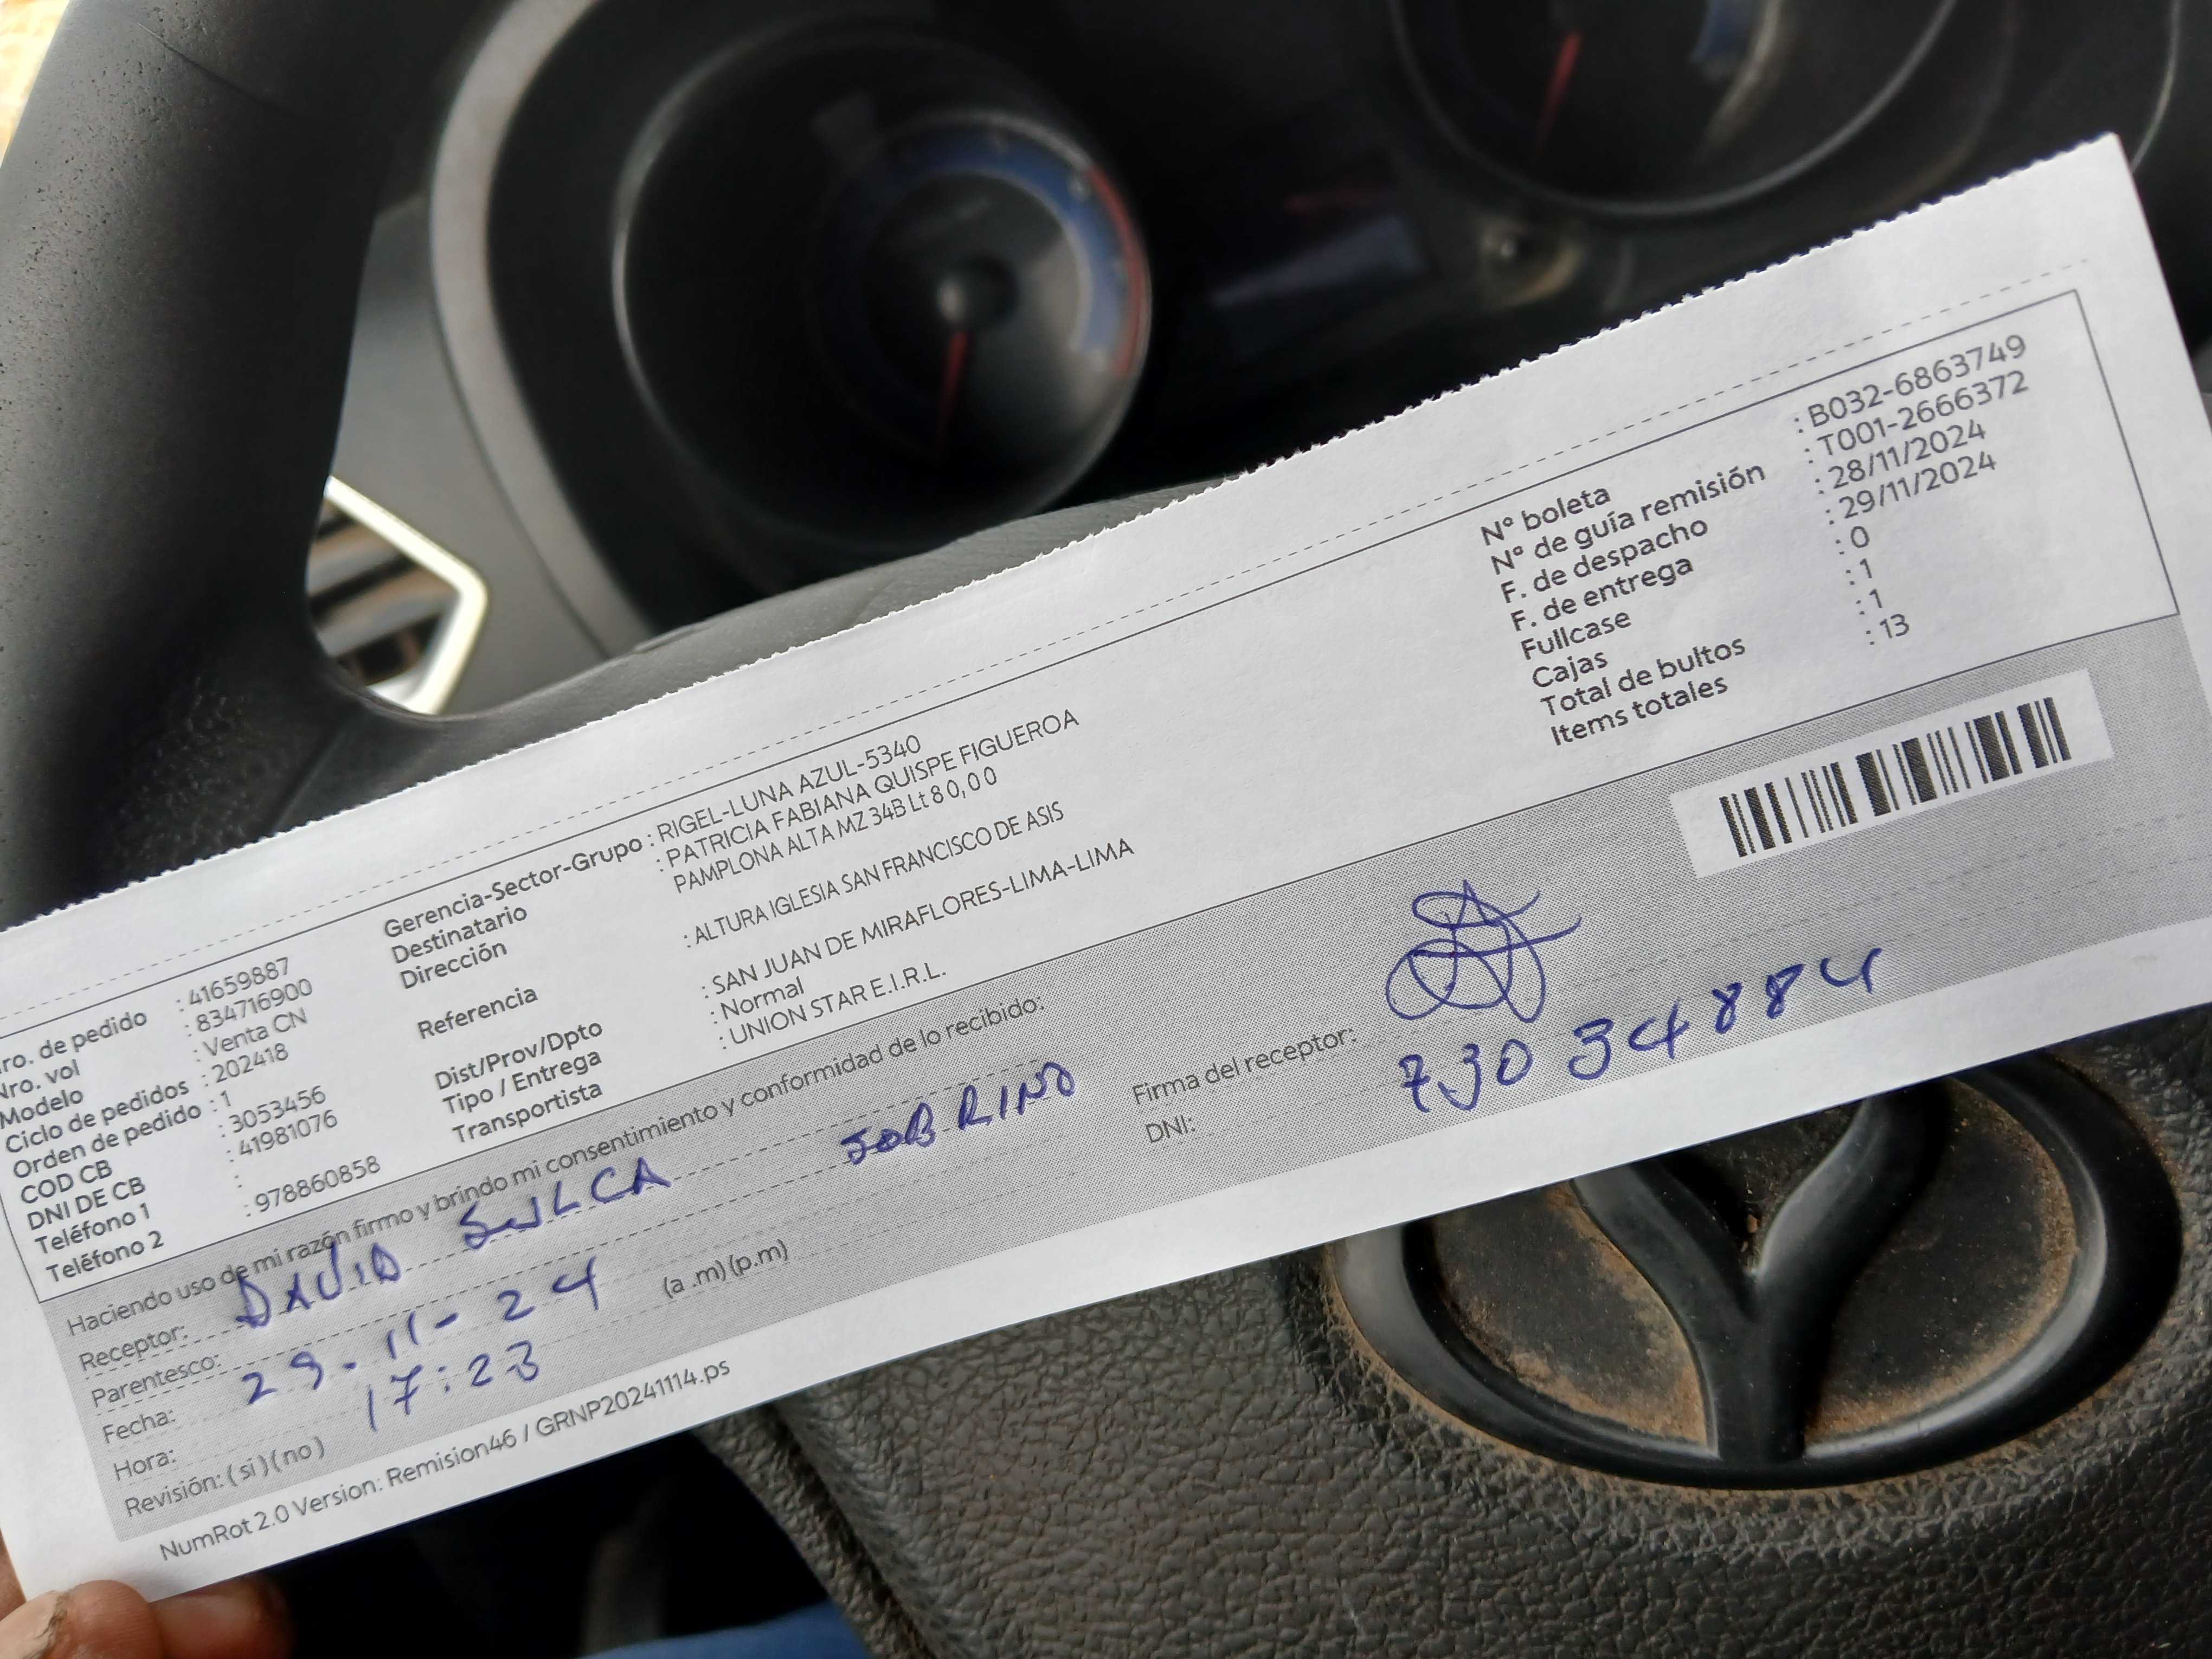 Nro. de pedido : 41659887
Nro. vol : 834716900
Modelo : Venta CN
Ciclo de pedidos : 202418
Orden de pedido : 1
COD CB : 3053456
DNI DE CB : 41981076
Teléfono 1 :
Teléfono 2 : 978860858
Gerencia-Sector-Grupo : RIGEL-LUNA AZUL-5340
Destinatario : PATRICIA FABIANA QUISPE FIGUEROA
Dirección PAMPLONA ALTA MZ 34B Lt 8 0,0 0
Referencia : ALTURA IGLESIA SAN FRANCISCO DE ASIS
Dist/Prov/Dpto : SAN JUAN DE MIRAFLORES-LIMA-LIMA
Tipo / Entrega : Normal
Transportista : UNION STAR E.I.R.L.
N° boleta : B032-6863749
N° de guía remisión : T001-2666372
F. de despacho : 28/11/2024
F. de entrega : 29/11/2024
Fullcase : 0
Cajas : 1
Total de bultos : 1
Items totales : 13
Haciendo uso de mi razón firmo y brindo mi consentimiento y conformidad de lo recibido:
Receptor: DAVID SULCA SOBRINO
Parentesco:
Fecha: 29-11-24
Hora: 17:23 (a .m) (p.m)
Revisión: ( si ) ( no )
Firma del receptor:
DNI: 73034884
NumRot 2.0 Version: Remision46 / GRNP20241114.ps